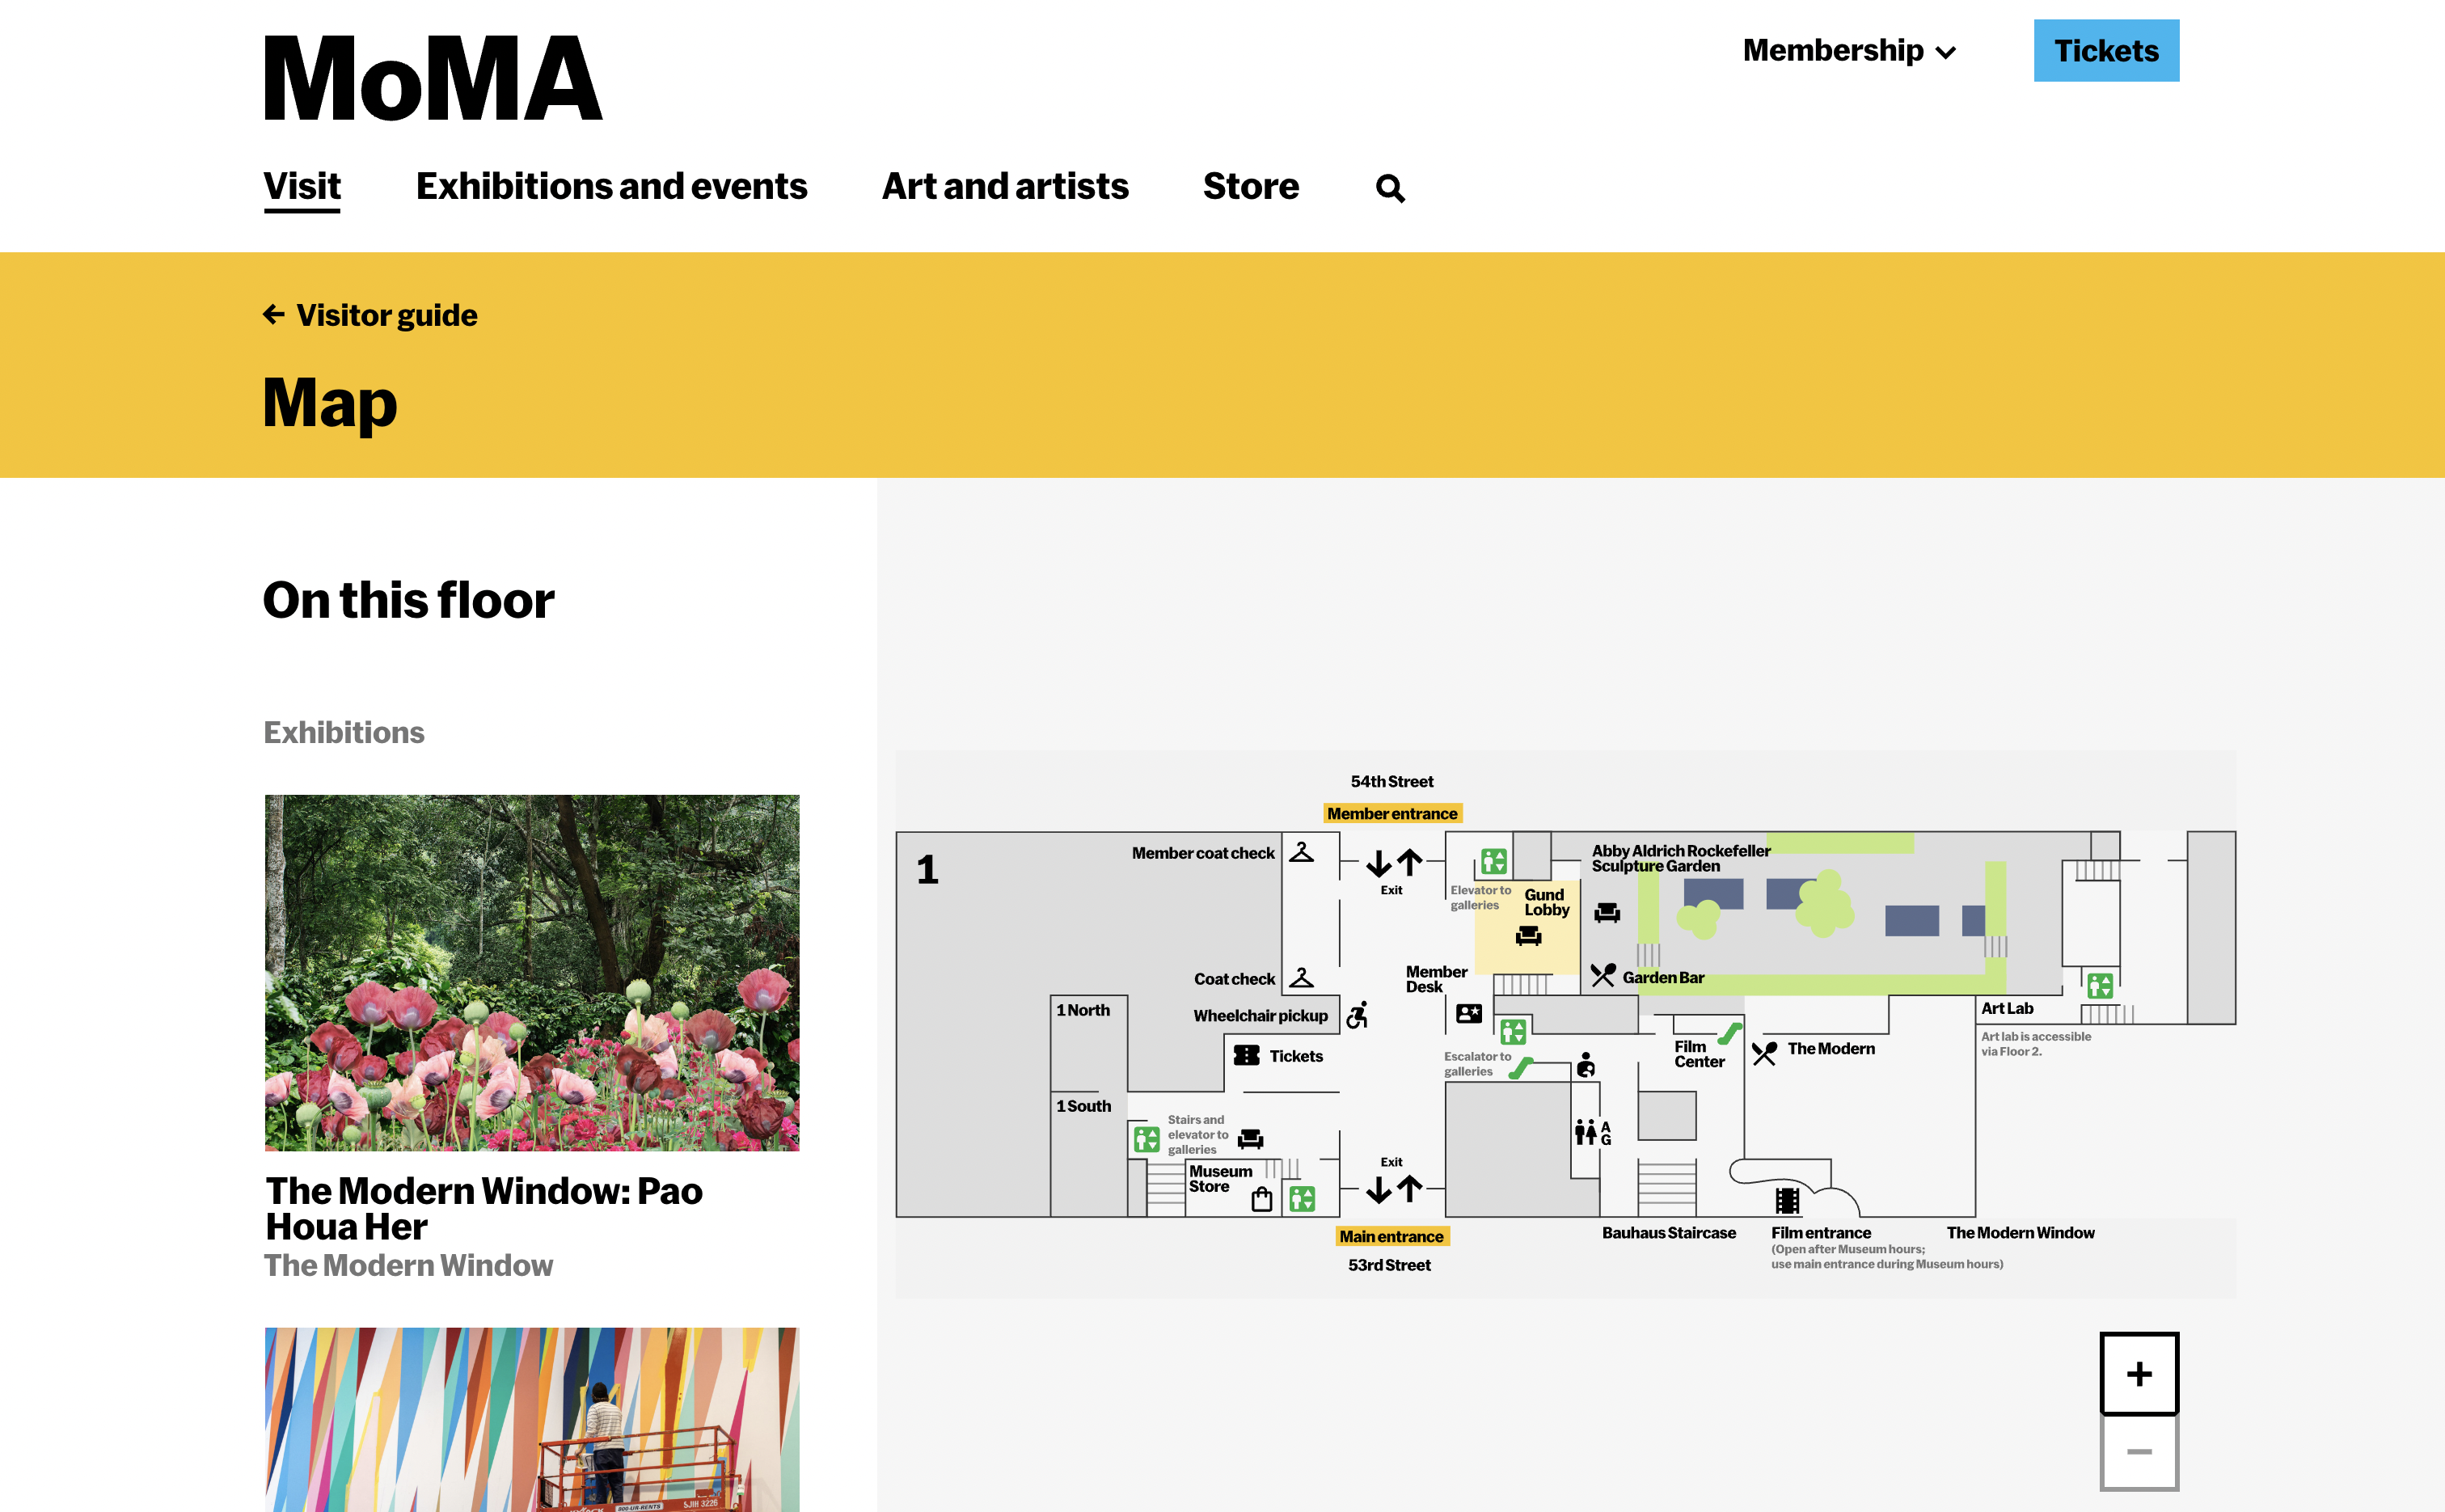 MoMA
Membership
Tickets
Visit
Exhibitions and events
Art and artists
Store
Visitor guide
Map
On this floor
Exhibitions
The Modern Window: Pao
Houa Her
The Modern Window
800-UR-RENTS
SJIH 3226
54th Street
Member entrance
1
Member coat check
Exit
Elevator to
galleries
Gund
Lobby
Abby Aldrich Rockefeller
Sculpture Garden
Coat check
Member
Desk
Garden Bar
1 North
Wheelchair pickup
Art Lab
Art lab is accessible
via Floor 2.
Tickets
Escalator to
galleries
Film
Center
The Modern
1 South
Stairs and
elevator to
galleries
A
G
Museum
Store
Exit
Main entrance
53rd Street
Bauhaus Staircase
Film entrance
(Open after Museum hours;
use main entrance during Museum hours)
The Modern Window
+
−